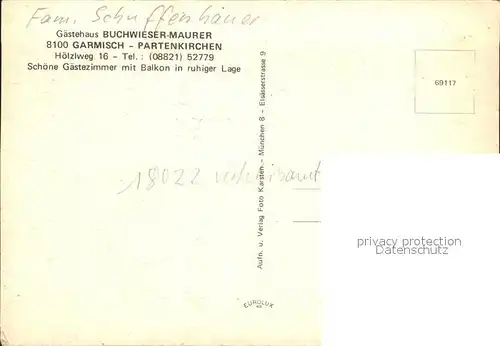 Fam. Schuffenhauer
Gästehaus BUCHWIESER-MAURER
8100 GARMISCH - PARTENKIRCHEN
Hölzlweg 16 - Tel.: (08821) 52779
Schöne Gästezimmer mit Balkon in ruhiger Lage
69117
Aufn. u. Verlag Foto Karsten - München 8 - Elsässerstrasse 9
18022
EUROLUX
privacy protection
Datenschutz